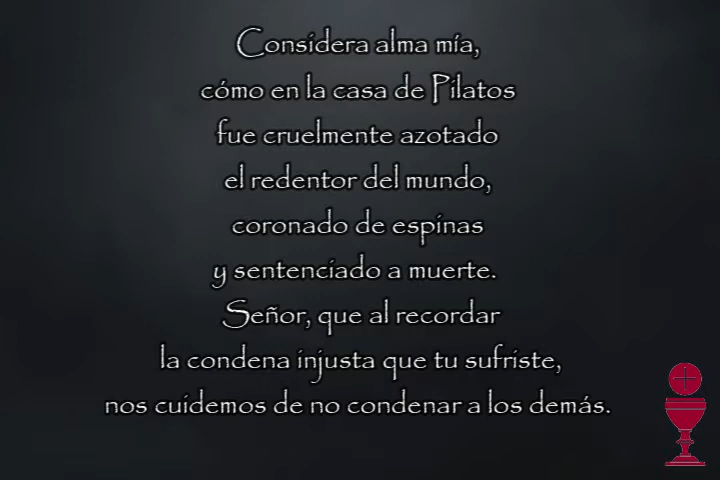 Considera alma mía,
cómo en la casa de Pilatos
fue cruelmente azotado
el redentor del mundo,
coronado de espinas
y sentenciado a muerte.
Señor, que al recordar
la condena injusta que tu sufriste,
nos cuidemos de no condenar a los demás.